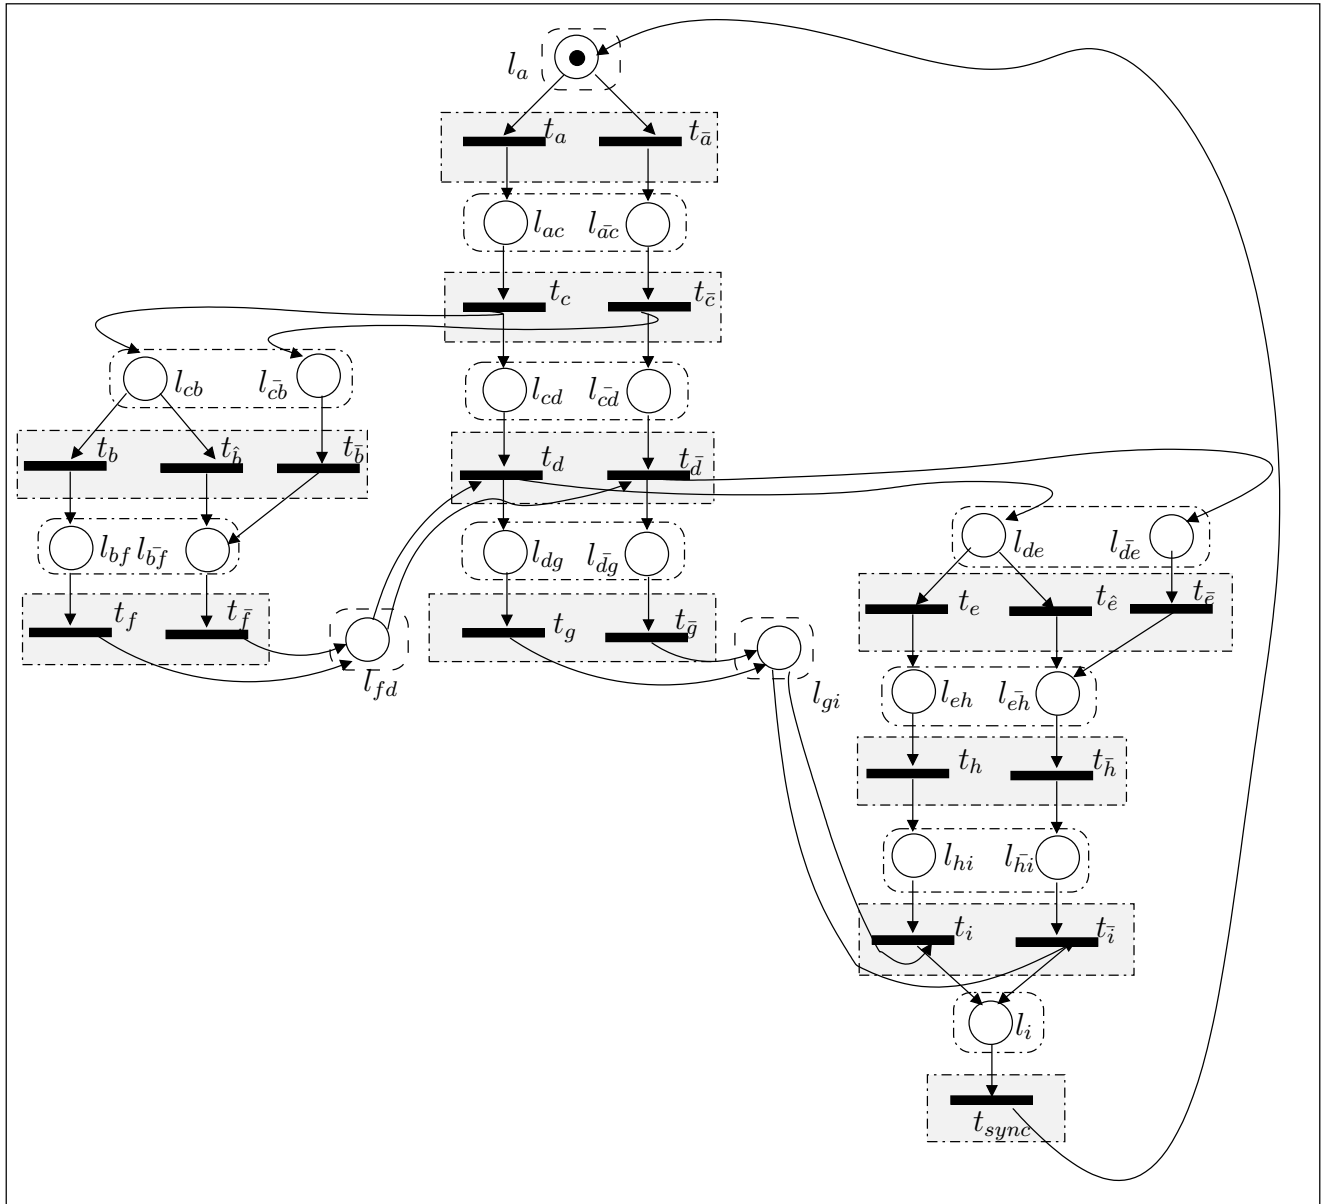 l_a
t_a t_ā
l_ac l_āc
t_c t_c̄
l_cb l_c̄b l_cd l_c̄d
t_b t_b̂ t_b̄ t_d t_d̄
l_bf l_b̄f l_dg l_d̄g l_de l_d̄e
t_f t_f̄ t_g t_ḡ t_e t_ê t_ē
l_fd l_gi l_eh l_ēh
t_h t_h̄
l_hi l_h̄i
t_i t_ī
l_i
t_sync